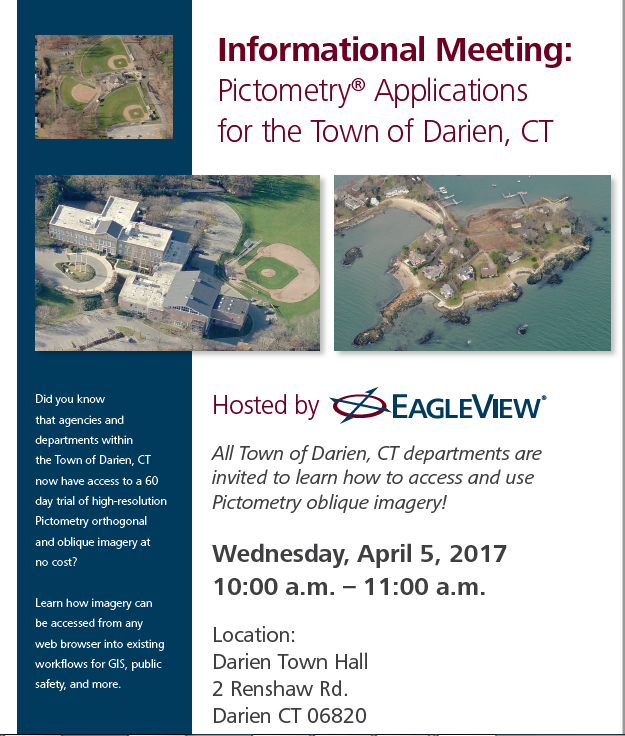 Informational Meeting:
Pictometry® Applications
for the Town of Darien, CT
Hosted by EAGLEVIEW®
All Town of Darien, CT departments are
invited to learn how to access and use
Pictometry oblique imagery!
Wednesday, April 5, 2017
10:00 a.m. – 11:00 a.m.
Location:
Darien Town Hall
2 Renshaw Rd.
Darien CT 06820
Did you know
that agencies and
departments within
the Town of Darien, CT
now have access to a 60
day trial of high-resolution
Pictometry orthogonal
and oblique imagery at
no cost?
Learn how imagery can
be accessed from any
web browser into existing
workflows for GIS, public
safety, and more.